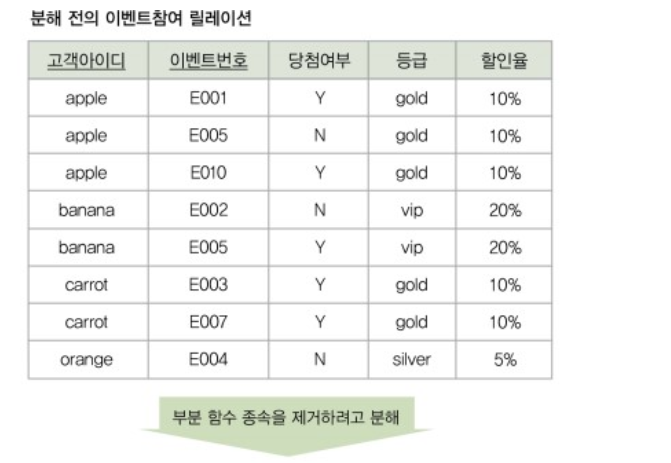 분해 전의 이벤트참여 릴레이션
고객아이디 이벤트번호 당첨여부 등급 할인율
apple E001 Y gold 10%
apple E005 N gold 10%
apple E010 Y gold 10%
banana E002 N vip 20%
banana E005 Y vip 20%
carrot E003 Y gold 10%
carrot E007 Y gold 10%
orange E004 N silver 5%
부분 함수 종속을 제거하려고 분해